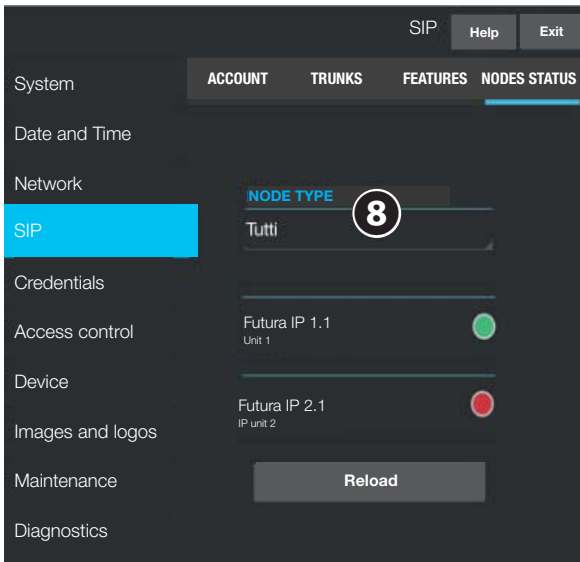 SIP Help Exit
ACCOUNT TRUNKS FEATURES NODES STATUS
System
Date and Time
Network
SIP
Credentials
Access control
Device
Images and logos
Maintenance
Diagnostics
NODE TYPE
8
Tutti
Futura IP 1.1
Unit 1
Futura IP 2.1
IP unit 2
Reload